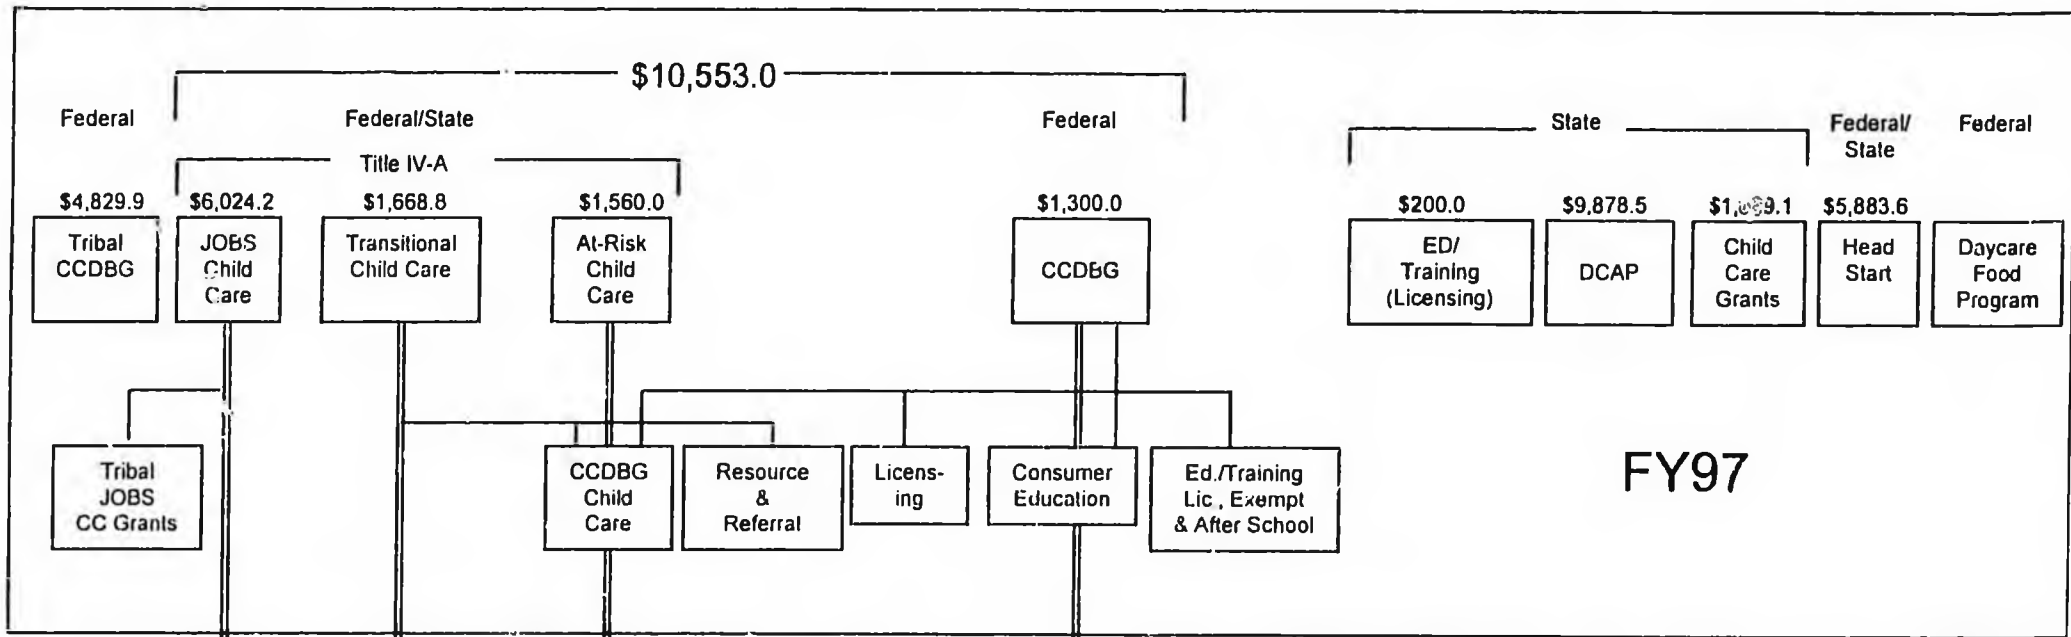 $10,553.0
Federal
Federal/State
Federal
State
Federal/
State
Federal
Title IV-A
$4,829.9
$6,024.2
$1,668.8
$1,560.0
$1,300.0
$200.0
$9,878.5
$5,883.6
Tribal
CCDBG
JOBS
Child
Care
Transitional
Child Care
At-Risk
Child
Care
CCDBG
ED/
Training
(Licensing)
DCAP
Child
Care
Grants
Head
Start
Daycare
Food
Program
Tribal
JOBS
CC Grants
CCDBG
Child
Care
Resource
&
Referral
Licens-
ing
Consumer
Education
Ed./Training
Lic., Exempt
& After School
FY97